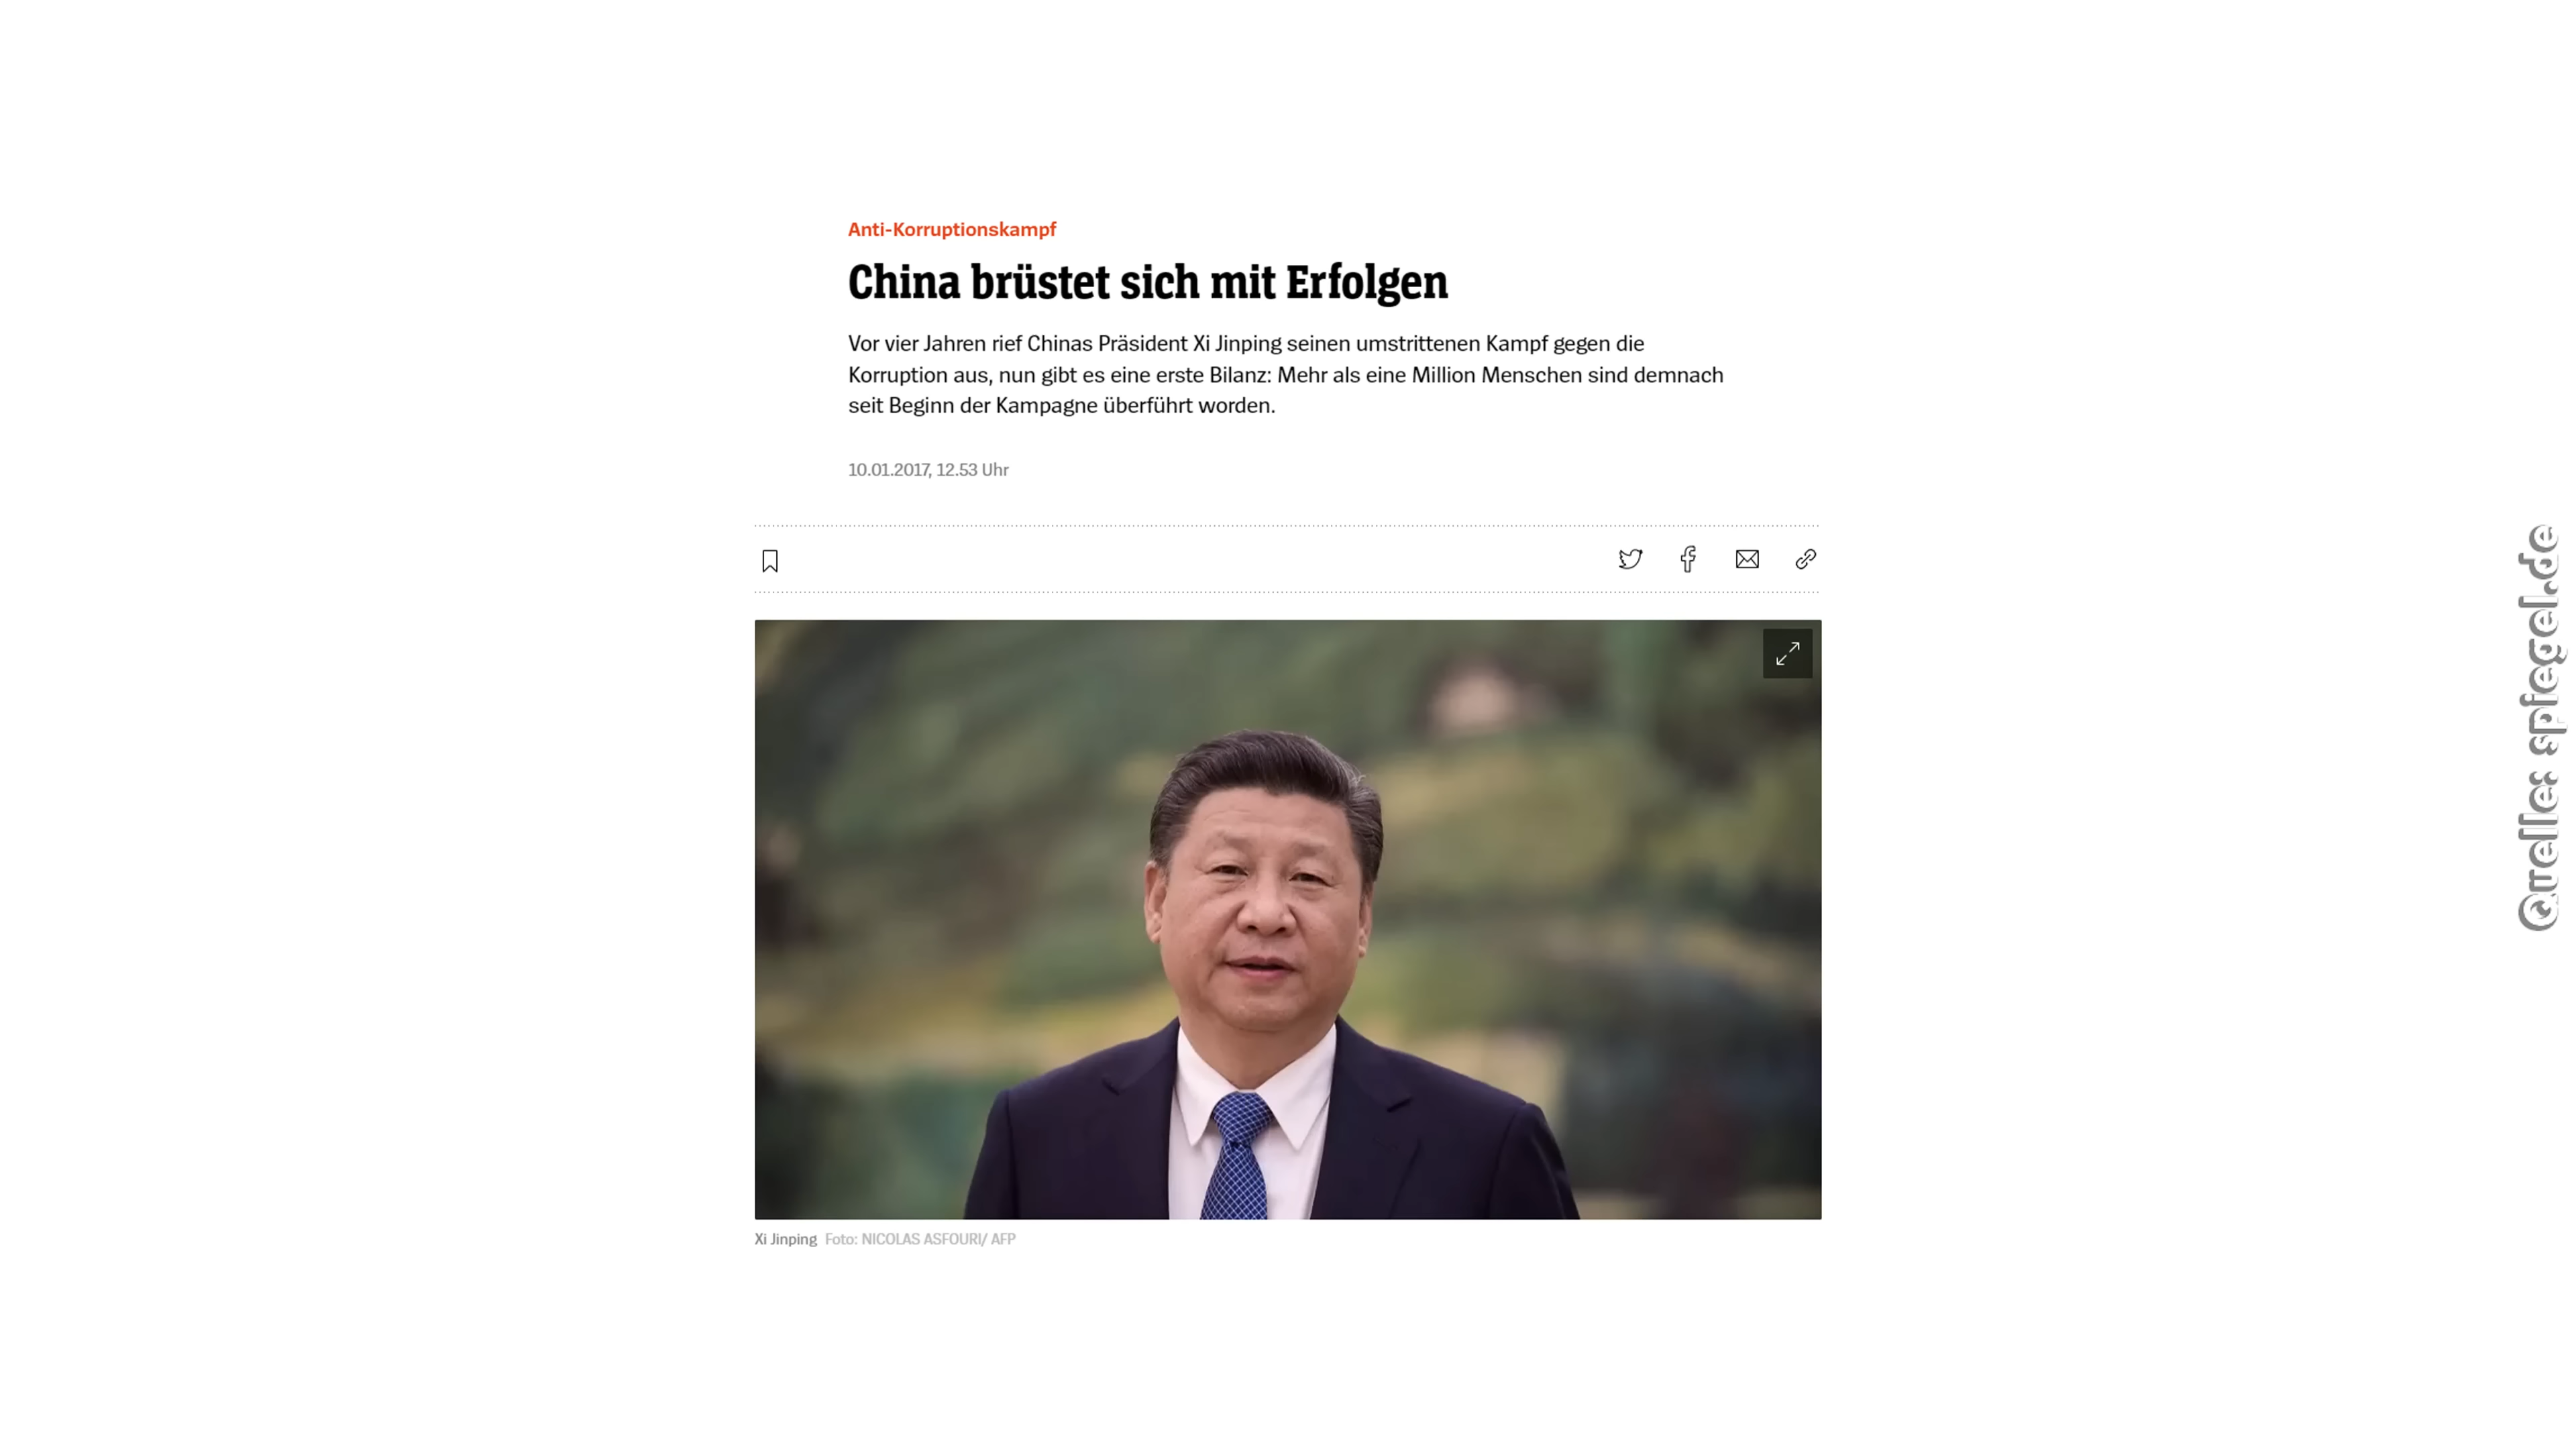 Anti-Korruptionskampf
China brüstet sich mit Erfolgen
Vor vier Jahren rief Chinas Präsident Xi Jinping seinen umstrittenen Kampf gegen die
Korruption aus, nun gibt es eine erste Bilanz: Mehr als eine Million Menschen sind demnach
seit Beginn der Kampagne überführt worden.
10.01.2017, 12.53 Uhr
Xi Jinping Foto: NICOLAS ASFOURI/ AFP
Quelle: spiegel.de